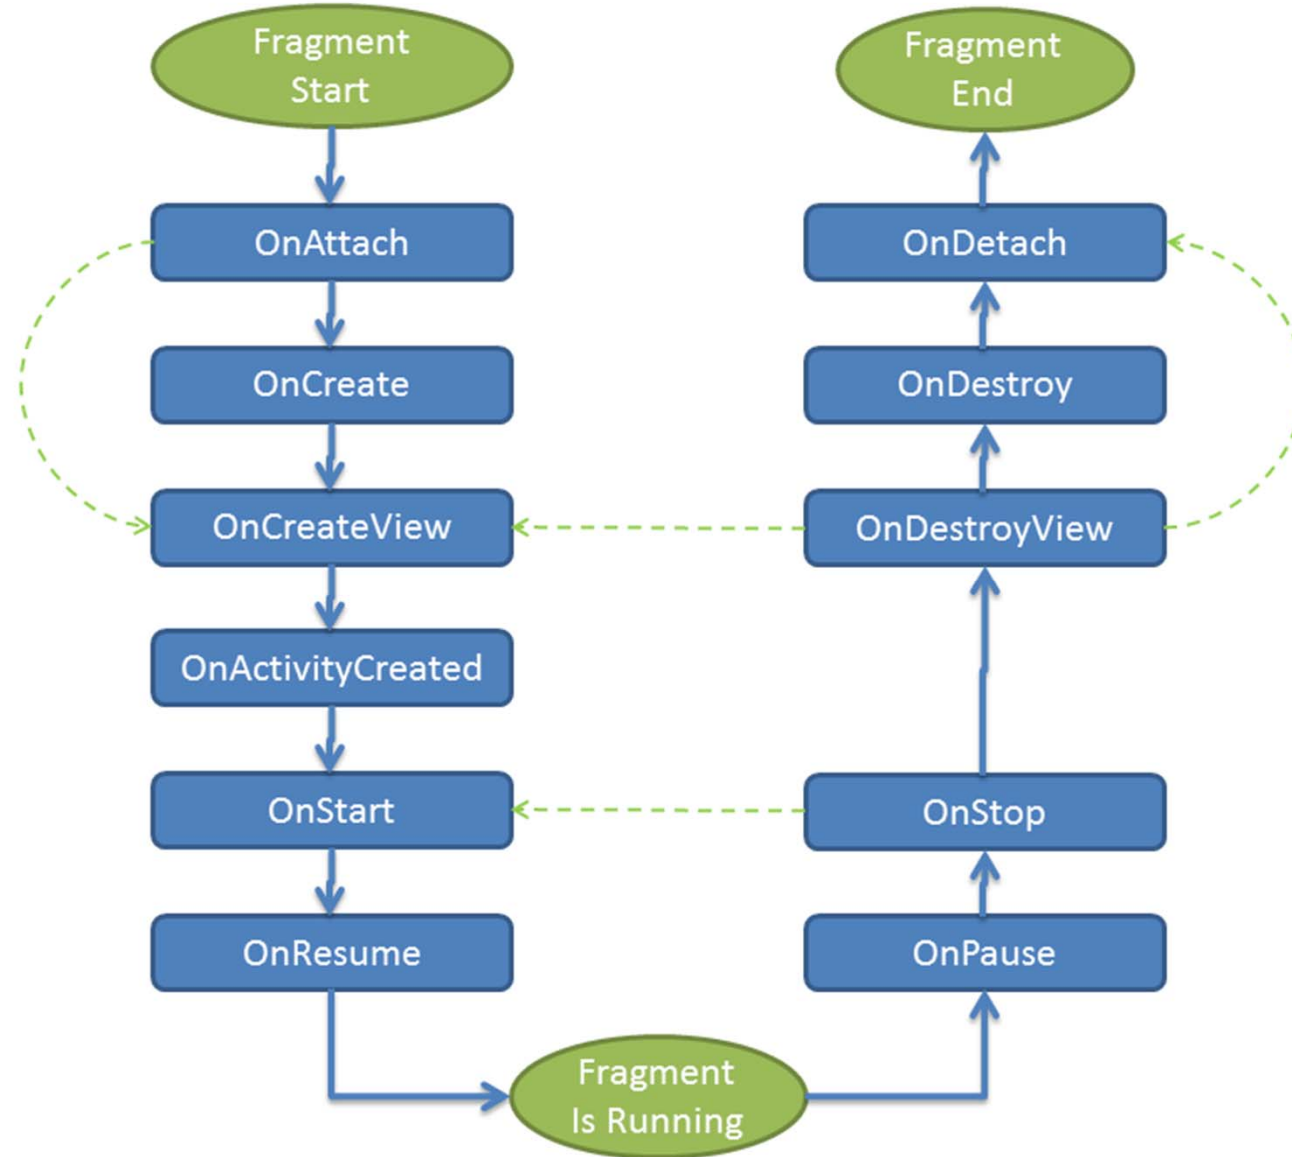 Fragment
Start
OnAttach
OnCreate
OnCreateView
OnActivityCreated
OnStart
OnResume
Fragment
Is Running
Fragment
End
OnDetach
OnDestroy
OnDestroyView
OnStop
OnPause